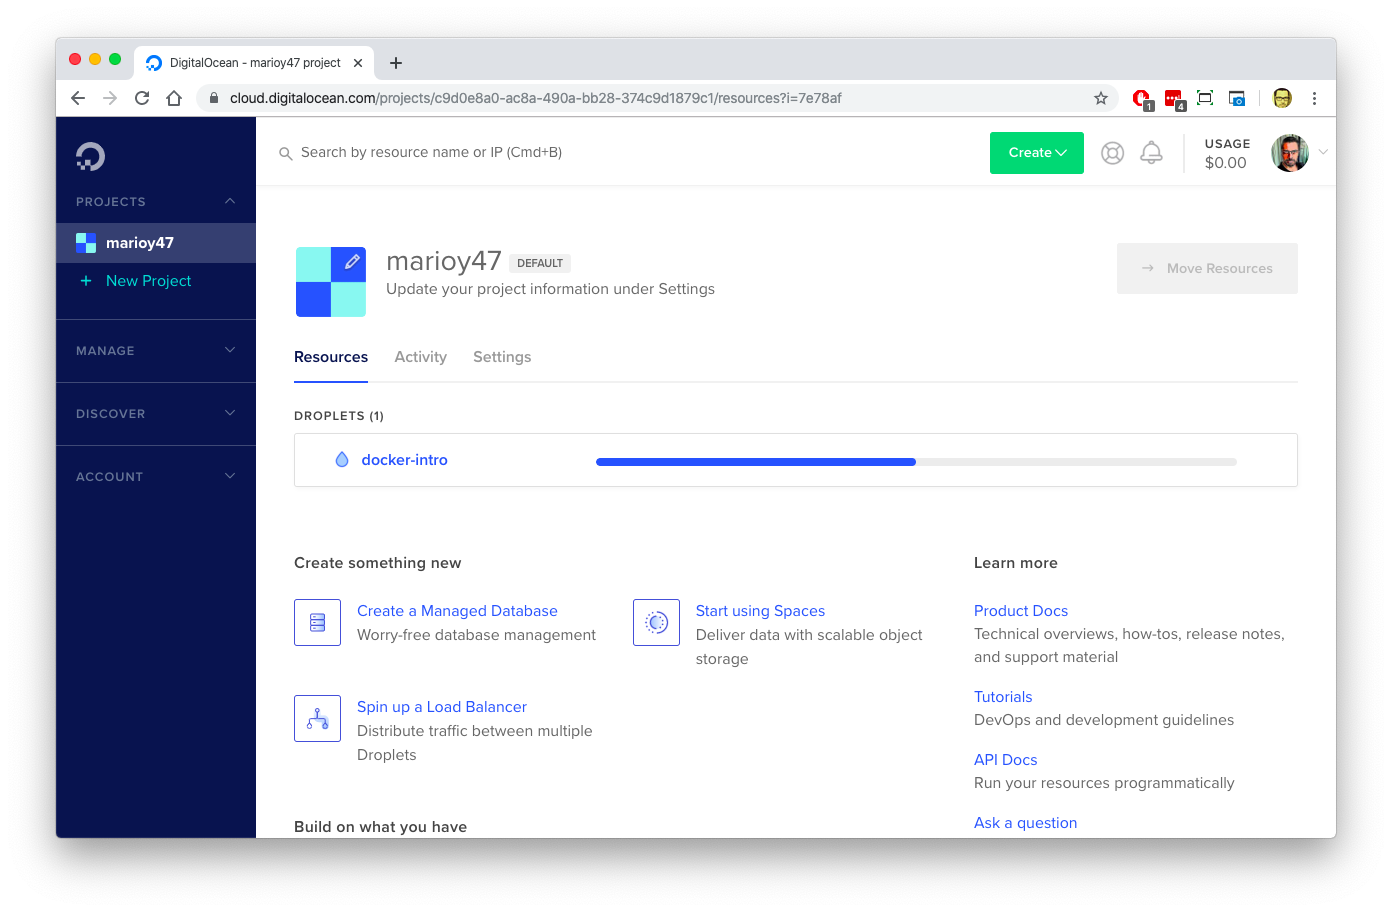 DigitalOcean - marioy47 project
cloud.digitalocean.com/projects/c9d0e8a0-ac8a-490a-bb28-374c9d1879c1/resources?i=7e78af
1
4
Search by resource name or IP (Cmd+B)
Create
USAGE
$0.00
PROJECTS
marioy47
+ New Project
MANAGE
DISCOVER
ACCOUNT
marioy47 DEFAULT
Update your project information under Settings
→ Move Resources
Resources Activity Settings
DROPLETS (1)
docker-intro
Create something new
Create a Managed Database
Worry-free database management
Start using Spaces
Deliver data with scalable object
storage
Spin up a Load Balancer
Distribute traffic between multiple
Droplets
Build on what you have
Learn more
Product Docs
Technical overviews, how-tos, release notes,
and support material
Tutorials
DevOps and development guidelines
API Docs
Run your resources programmatically
Ask a question